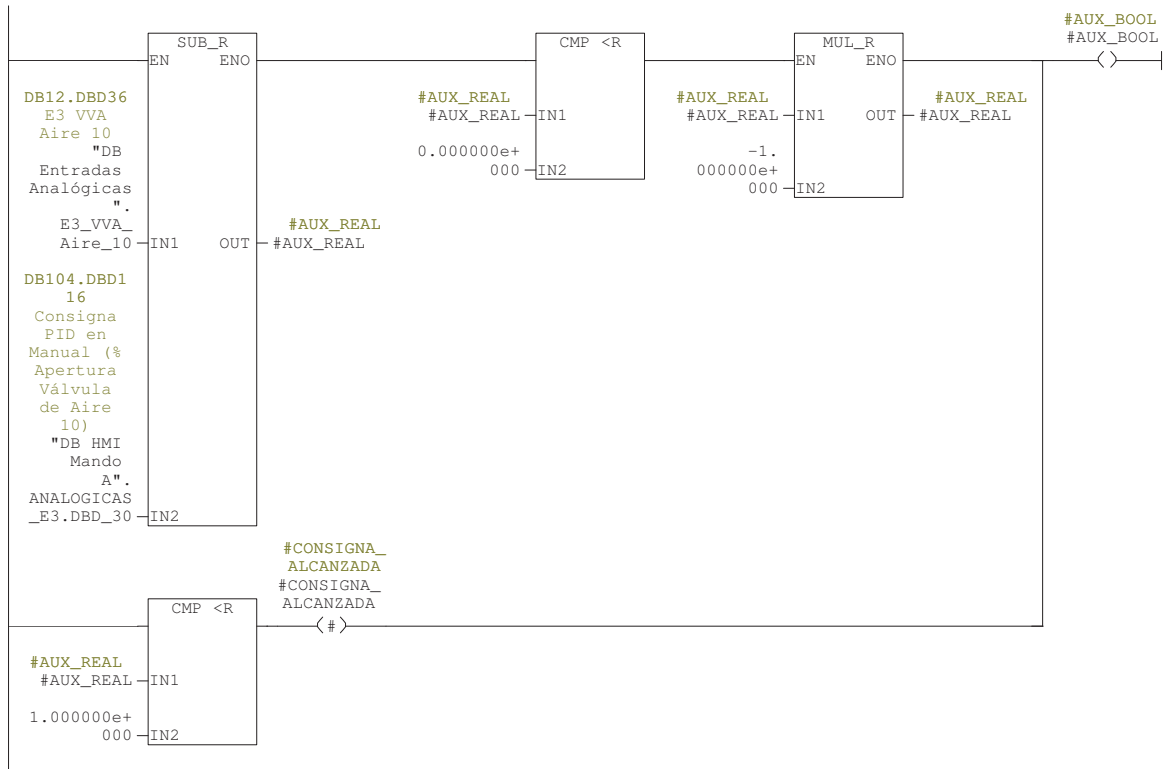 #AUX_BOOL
#AUX_BOOL
( )
SUB_R
EN ENO
CMP <R
MUL_R
EN ENO
DB12.DBD36
E3 VVA
Aire 10
"DB
Entradas
Analógicas
".
E3_VVA_
Aire_10
IN1 OUT
#AUX_REAL
#AUX_REAL
#AUX_REAL
#AUX_REAL
IN1
0.000000e+
000
IN2
#AUX_REAL
#AUX_REAL
IN1 OUT
#AUX_REAL
#AUX_REAL
-1.
000000e+
000
IN2
DB104.DBD1
16
Consigna
PID en
Manual (%
Apertura
Válvula
de Aire
10)
"DB HMI
Mando
A".
ANALOGICAS
_E3.DBD_30
IN2
CMP <R
#CONSIGNA_
ALCANZADA
#CONSIGNA_
ALCANZADA
(#)
#AUX_REAL
#AUX_REAL
IN1
1.000000e+
000
IN2